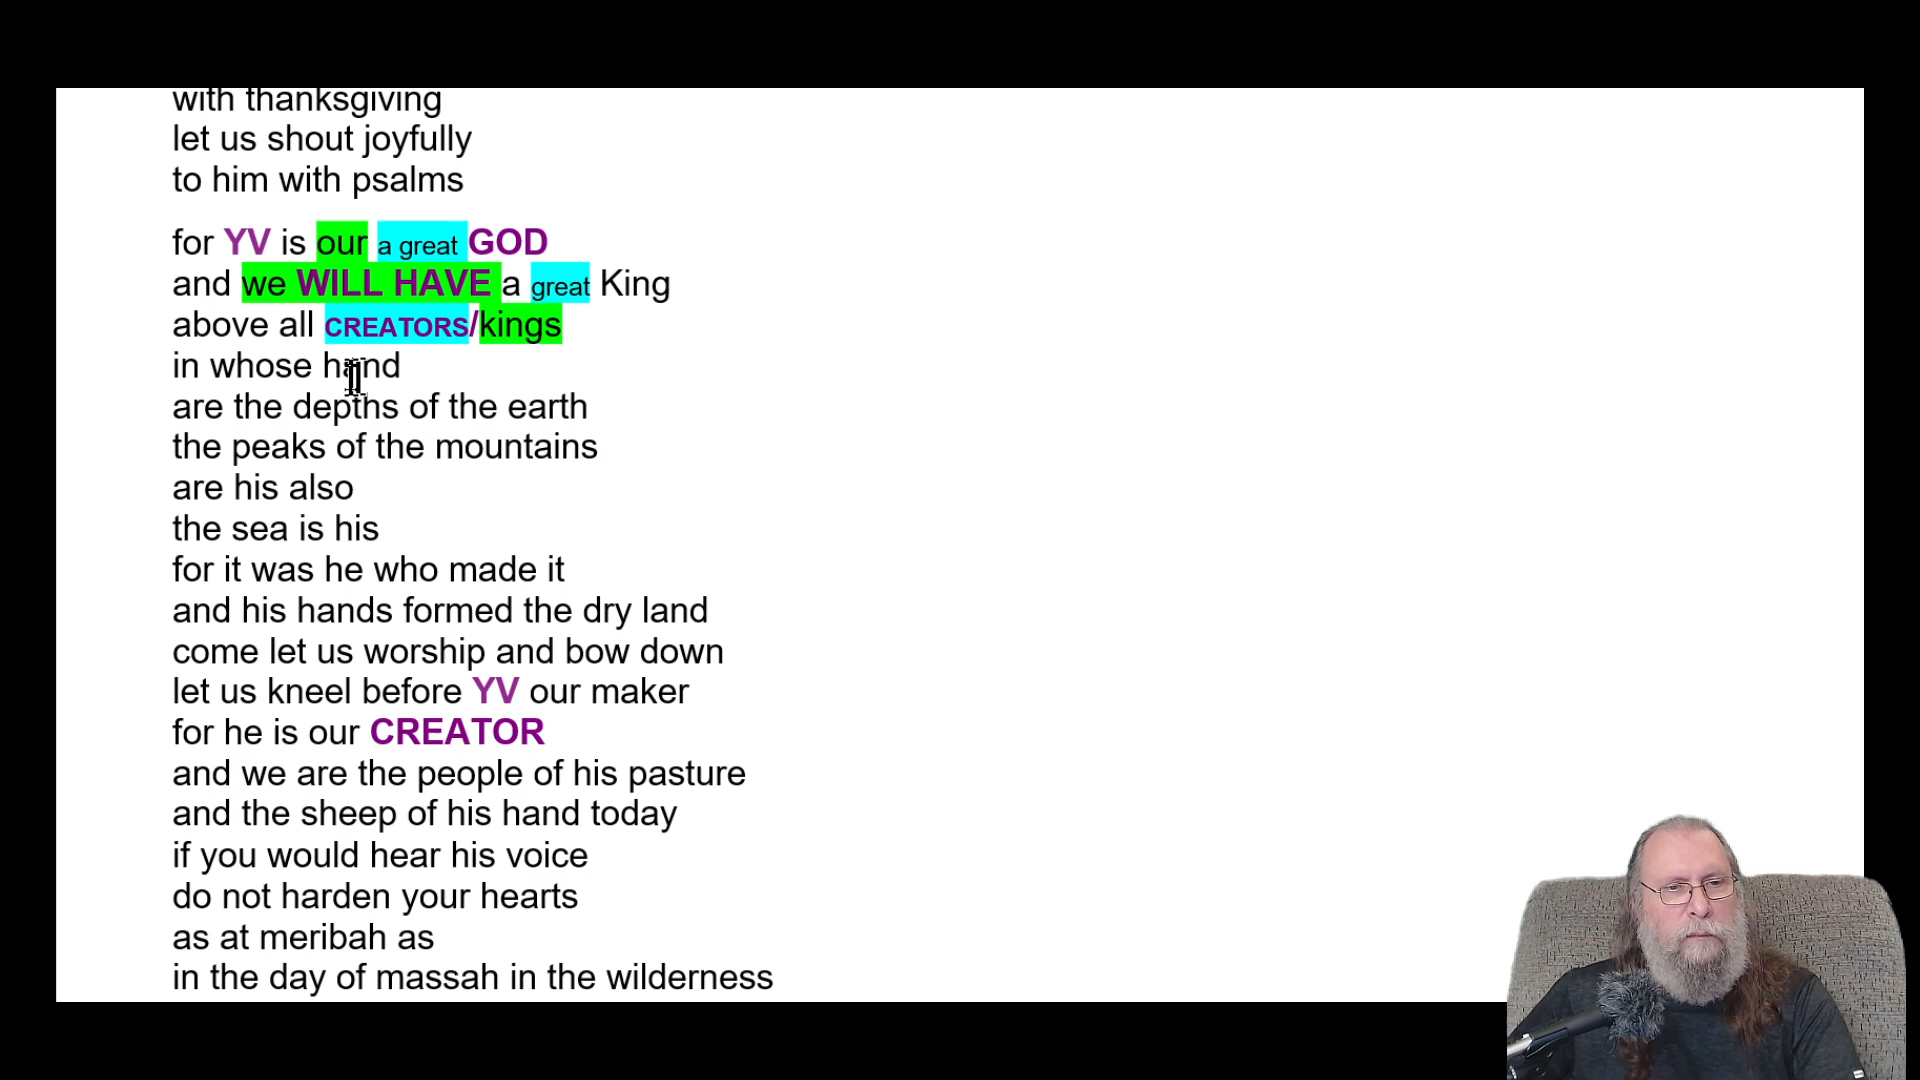 with thanksgiving
let us shout joyfully
to him with psalms
for YV is our a great GOD
and we WILL HAVE a great King
above all CREATORS/kings
in whose hand
are the depths of the earth
the peaks of the mountains
are his also
the sea is his
for it was he who made it
and his hands formed the dry land
come let us worship and bow down
let us kneel before YV our maker
for he is our CREATOR
and we are the people of his pasture
and the sheep of his hand today
if you would hear his voice
do not harden your hearts
as at meribah as
in the day of massah in the wilderness